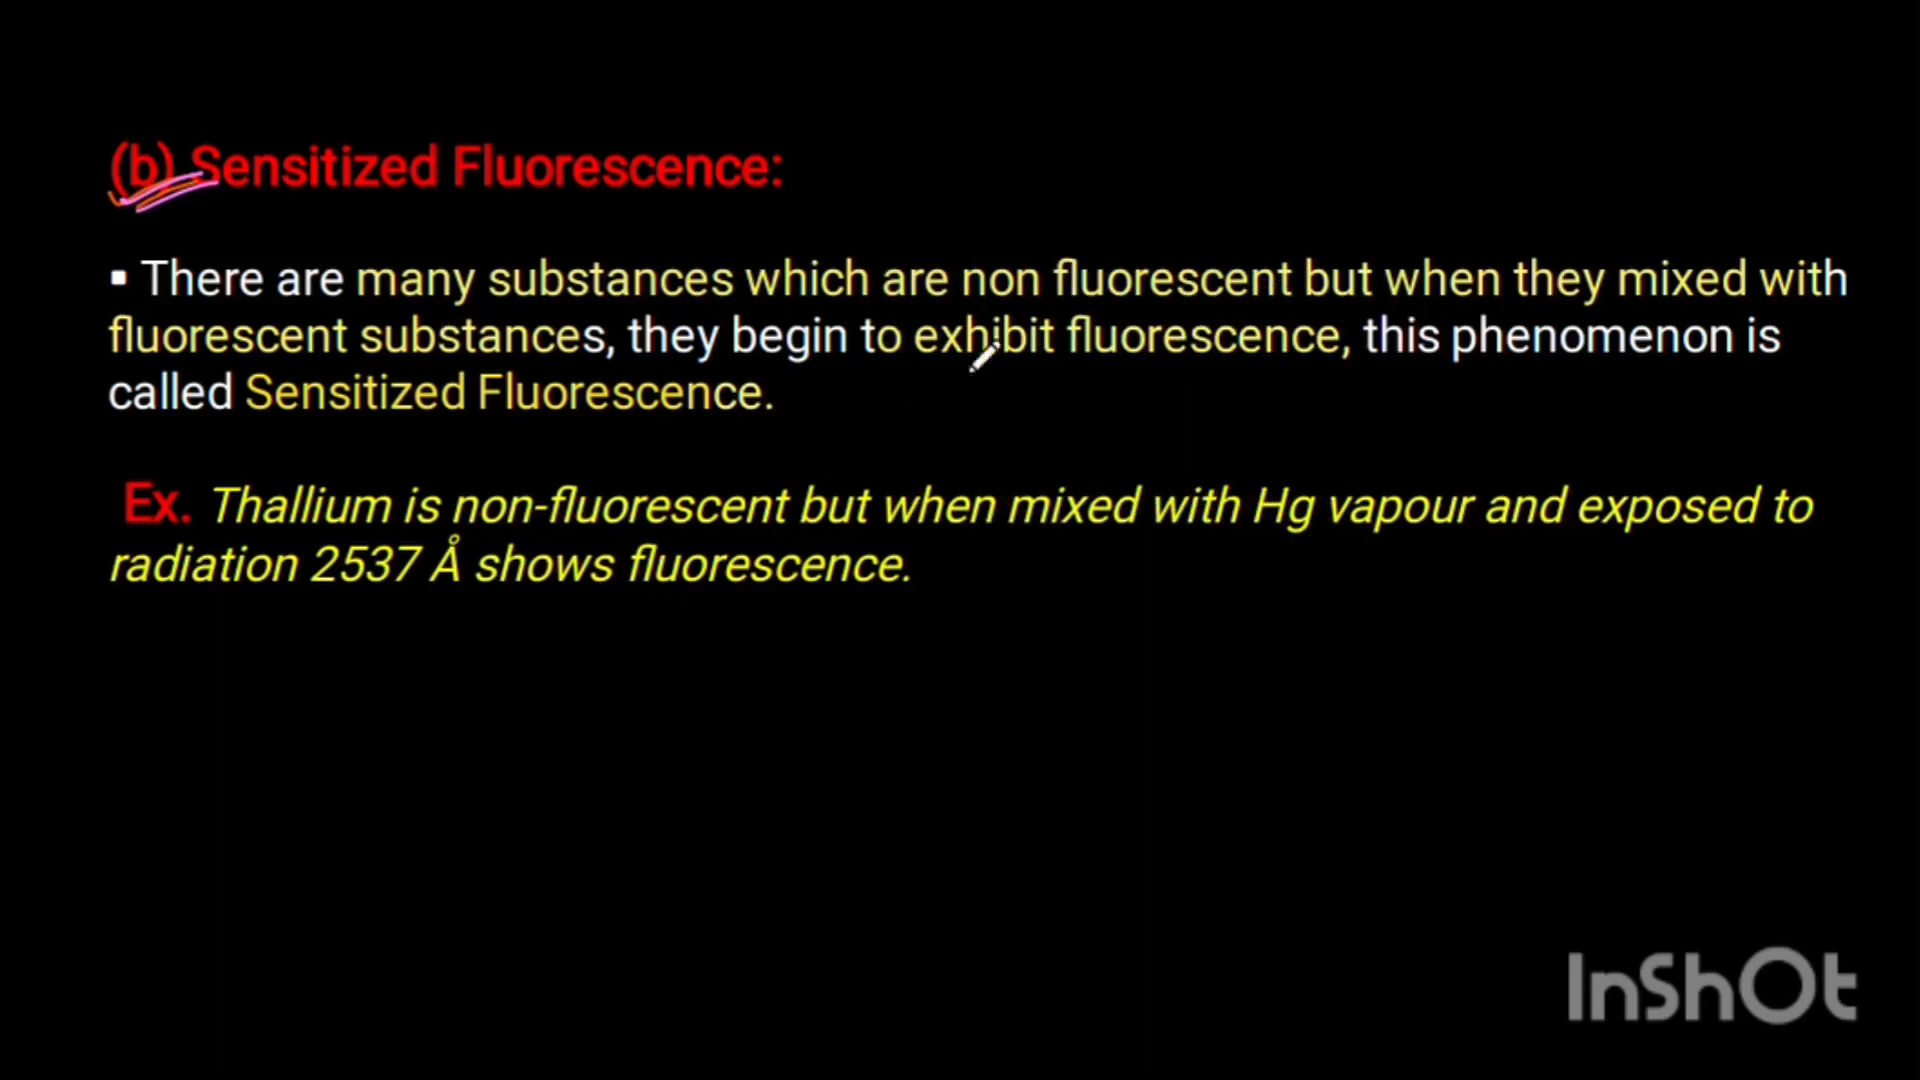 (b) Sensitized Fluorescence:
▪ There are many substances which are non fluorescent but when they mixed with
fluorescent substances, they begin to exhibit fluorescence, this phenomenon is
called Sensitized Fluorescence.
Ex. Thallium is non-fluorescent but when mixed with Hg vapour and exposed to
radiation 2537 Å shows fluorescence.
InShOt